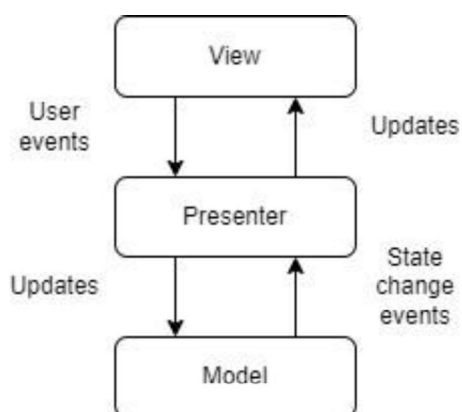 View
User
events
Updates
Presenter
Updates
State
change
events
Model